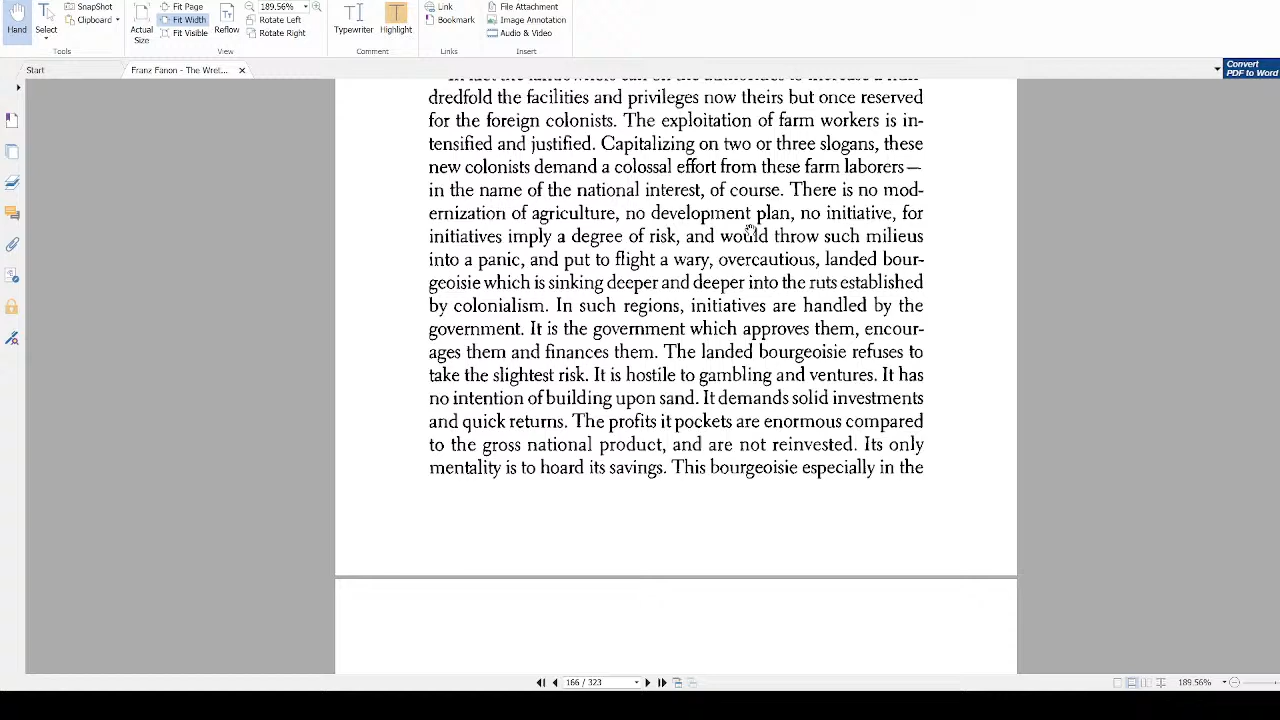 Hand
Select
SnapShot
Clipboard
Tools
Actual
Size
Fit Page
Fit Width
Fit Visible
Reflow
189.56%
Rotate Left
Rotate Right
View
Typewriter
Highlight
Comment
Link
Bookmark
Links
File Attachment
Image Annotation
Audio & Video
Insert
Start
Franz Fanon - The Wret...
Convert
PDF to Word
dredfold the facilities and privileges now theirs but once reserved
for the foreign colonists. The exploitation of farm workers is in-
tensified and justified. Capitalizing on two or three slogans, these
new colonists demand a colossal effort from these farm laborers—
in the name of the national interest, of course. There is no mod-
ernization of agriculture, no development plan, no initiative, for
initiatives imply a degree of risk, and would throw such milieus
into a panic, and put to flight a wary, overcautious, landed bour-
geoisie which is sinking deeper and deeper into the ruts established
by colonialism. In such regions, initiatives are handled by the
government. It is the government which approves them, encour-
ages them and finances them. The landed bourgeoisie refuses to
take the slightest risk. It is hostile to gambling and ventures. It has
no intention of building upon sand. It demands solid investments
and quick returns. The profits it pockets are enormous compared
to the gross national product, and are not reinvested. Its only
mentality is to hoard its savings. This bourgeoisie especially in the
166 / 323
189.56%